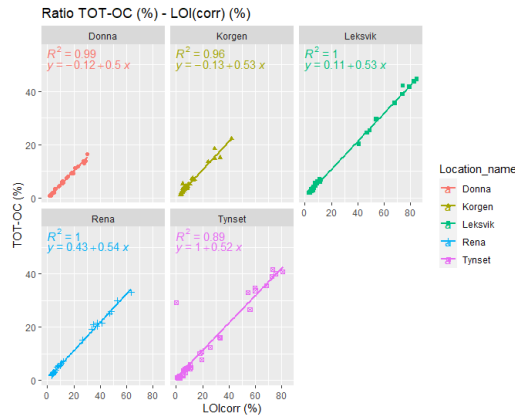 Ratio TOT-OC (%) - LOI(corr) (%)
Donna
Korgen
Leksvik
R² = 0.99
y = −0.12 + 0.5 x
R² = 0.96
y = −0.13 + 0.53 x
R² = 1
y = 0.11 + 0.53 x
40
20
0
Rena
Tynset
R² = 1
y = 0.43 + 0.54 x
R² = 0.89
y = 1 + 0.52 x
40
20
0
0 20 40 60 80
0 20 40 60 80
0 20 40 60 80
TOT-OC (%)
LOIcorr (%)
Location_name
Donna
Korgen
Leksvik
Rena
Tynset